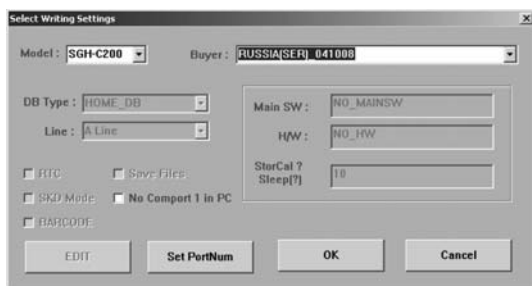 Select Writing Settings
Model : SGH-C200 Buyer : RUSSIA(SER)_041008
DB Type : HOME_DB Main SW : NO_MAINSW
Line : A Line H/W : NO_HW
RTC Save Files StorCal ? Sleep(?) 10
SKD Mode No Comport 1 in PC
BARCODE
EDIT Set PortNum OK Cancel